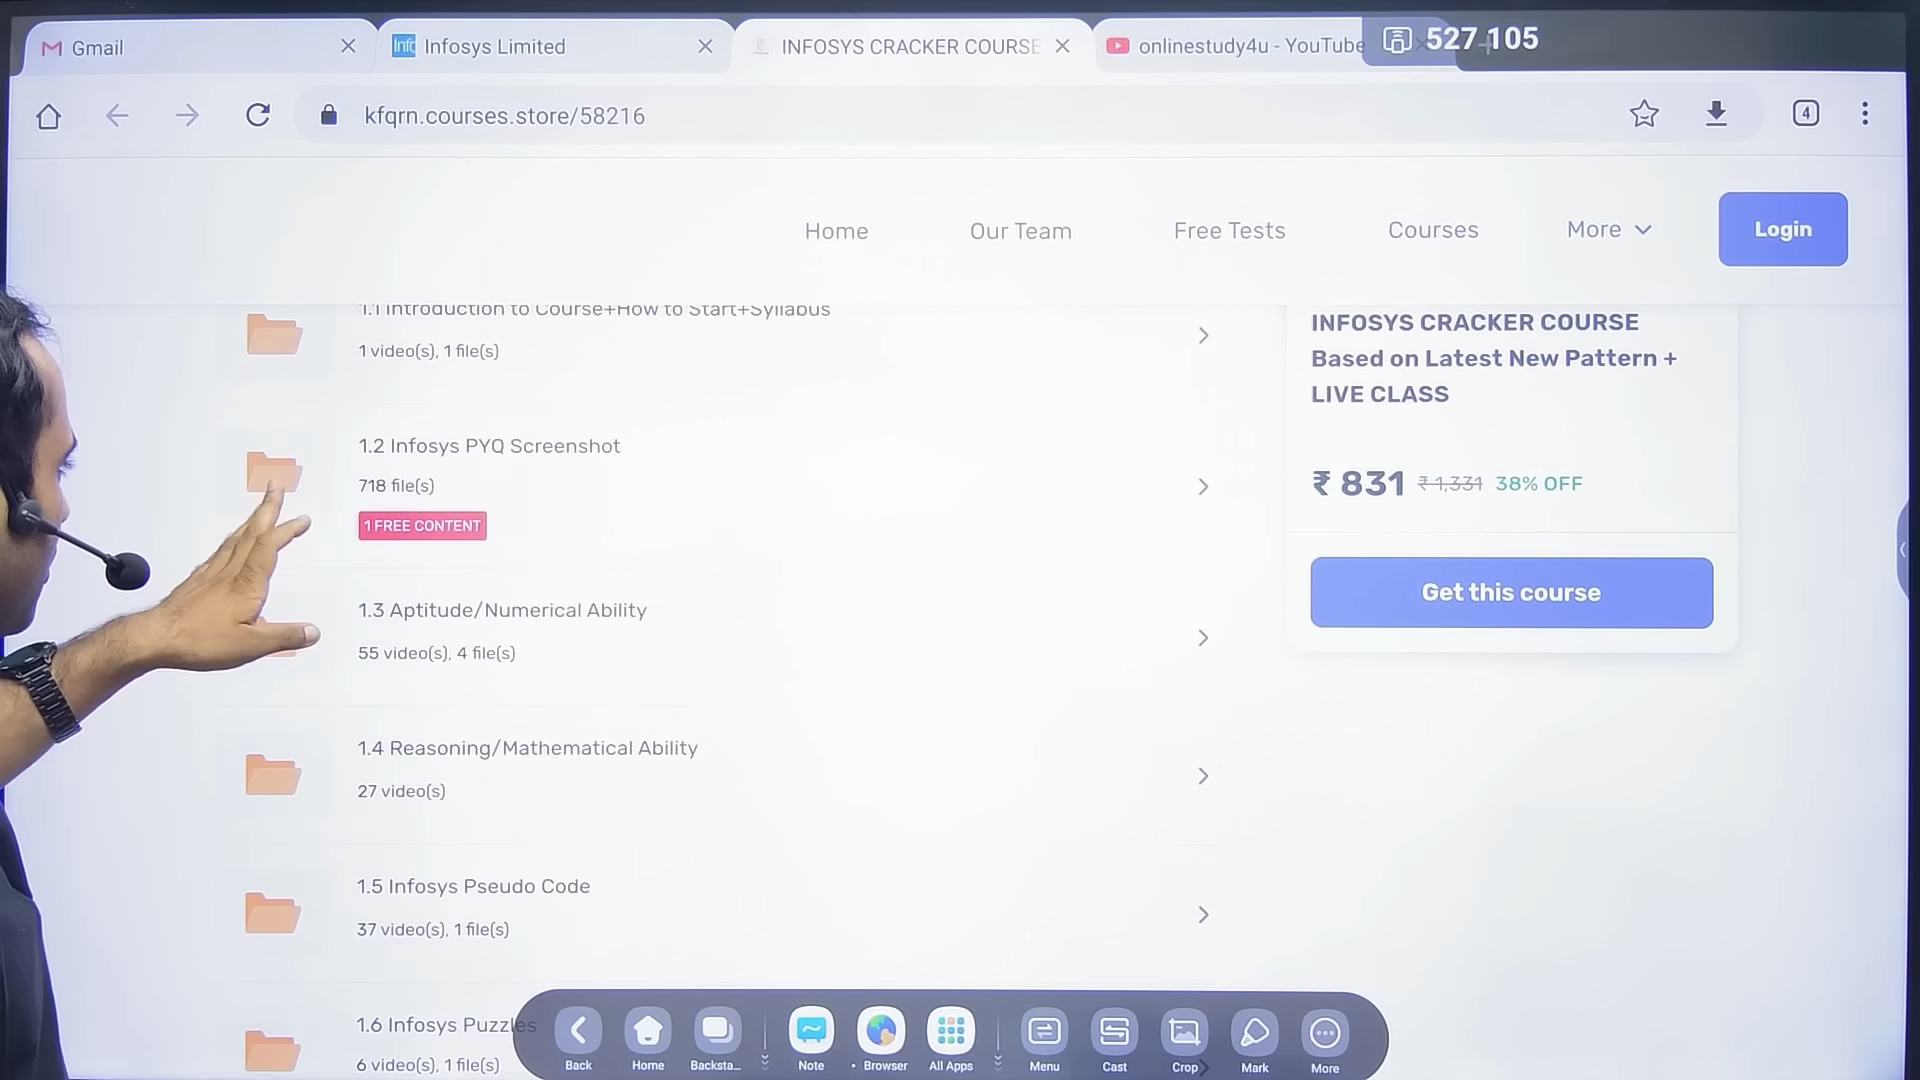 Gmail
Infosys Limited
INFOSYS CRACKER COURSE
onlinestudy4u - YouTube
527 105
kfqrn.courses.store/58216
4
Home
Our Team
Free Tests
Courses
More
Login
1.1 Introduction to Course+How to Start+Syllabus
1 video(s), 1 file(s)
1.2 Infosys PYQ Screenshot
718 file(s)
1 FREE CONTENT
1.3 Aptitude/Numerical Ability
55 video(s), 4 file(s)
1.4 Reasoning/Mathematical Ability
27 video(s)
1.5 Infosys Pseudo Code
37 video(s), 1 file(s)
1.6 Infosys Puzzles
6 video(s), 1 file(s)
INFOSYS CRACKER COURSE
Based on Latest New Pattern +
LIVE CLASS
₹ 831 ₹ 1,331 38% OFF
Get this course
Back
Home
Backsta...
Note
Browser
All Apps
Menu
Cast
Crop
Mark
More